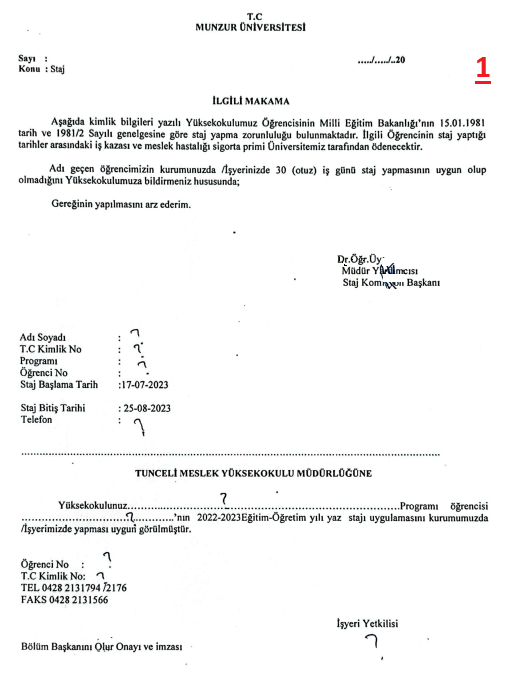 T.C
MUNZUR ÜNİVERSİTESİ
Sayı :
...../...../..20
Konu : Staj
1
İLGİLİ MAKAMA
Aşağıda kimlik bilgileri yazılı Yüksekokulumuz Öğrencisinin Milli Eğitim Bakanlığı'nın 15.01.1981
tarih ve 1981/2 Sayılı genelgesine göre staj yapma zorunluluğu bulunmaktadır. İlgili Öğrencinin staj yaptığı
tarihler arasındaki iş kazası ve meslek hastalığı sigorta primi Üniversitemiz tarafından ödenecektir.
Adı geçen öğrencimizin kurumunuzda /İşyerinizde 30 (otuz) iş günü staj yapmasının uygun olup
olmadığını Yüksekokulumuza bildirmeniz hususunda;
Gereğinin yapılmasını arz ederim.
Dr.Öğr.Üy
Müdür Yardımcısı
Staj Komisyon Başkanı
Adı Soyadı : ?
T.C Kimlik No : ?
Programı : ?
Öğrenci No :
Staj Başlama Tarih :17-07-2023
Staj Bitiş Tarihi : 25-08-2023
Telefon : ?
TUNCELİ MESLEK YÜKSEKOKULU MÜDÜRLÜĞÜNE
Yüksekokulunuz..........................?..........................................Programı öğrencisi
..........................?............'nın 2022-2023Eğitim-Öğretim yılı yaz stajı uygulamasını kurumumuzda
/İşyerimizde yapması uygun görülmüştür.
Öğrenci No : ?
T.C Kimlik No: ?
TEL 0428 2131794 /2176
FAKS 0428 2131566
İşyeri Yetkilisi
?
Bölüm Başkanını Olur Onayı ve imzası